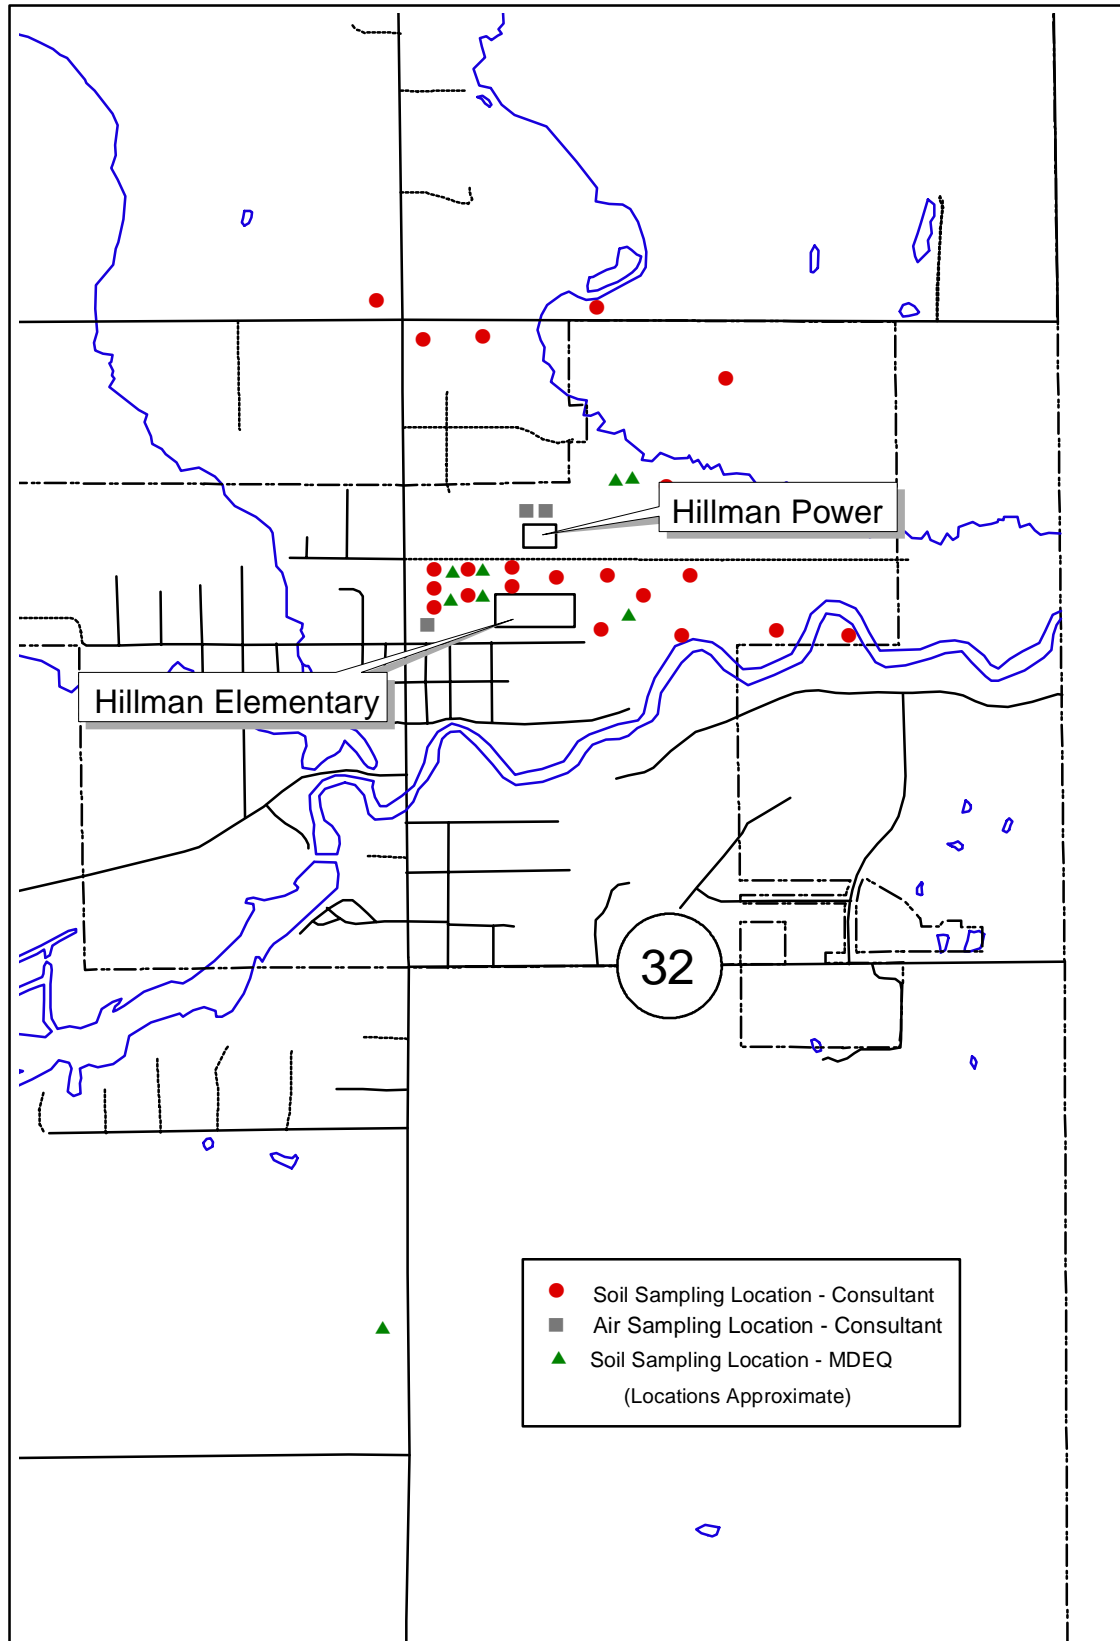 Hillman Power
Hillman Elementary
32
Soil Sampling Location - Consultant
Air Sampling Location - Consultant
Soil Sampling Location - MDEQ
(Locations Approximate)